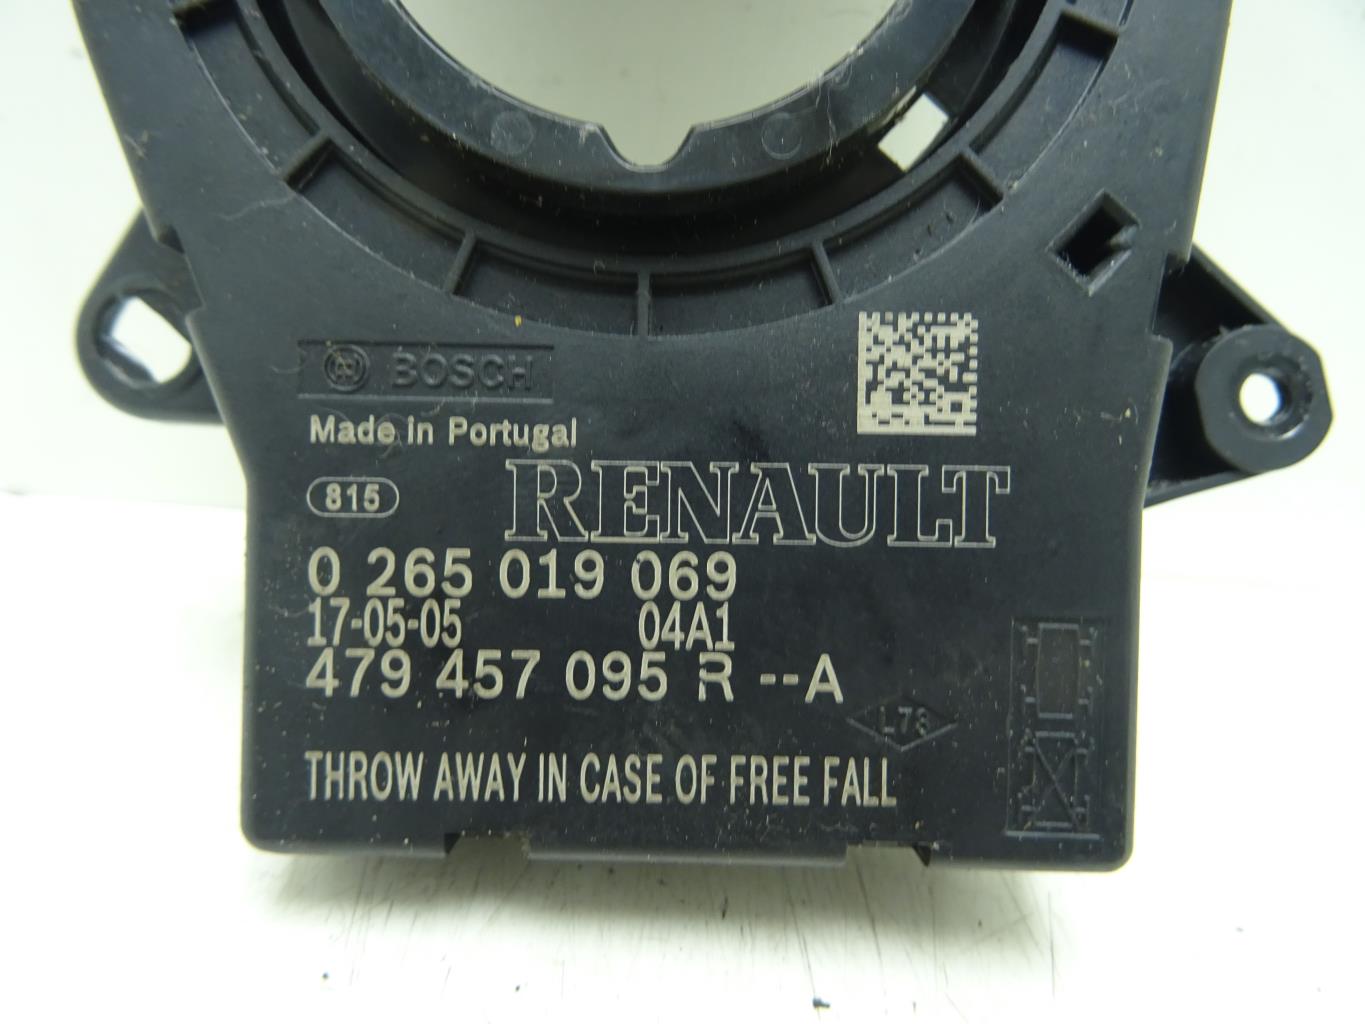 BOSCH
Made in Portugal
815
RENAULT
0 265 019 069
17-05-05 04A1
479 457 095 R --A
L78
THROW AWAY IN CASE OF FREE FALL